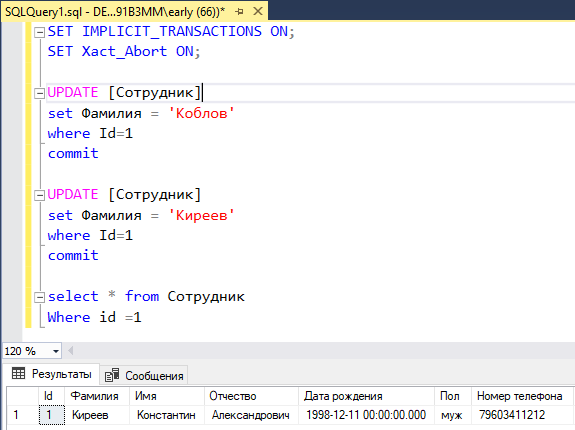 SQLQuery1.sql - DE...91B3MM\early (66))*
SET IMPLICIT_TRANSACTIONS ON;
SET Xact_Abort ON;
UPDATE [Сотрудник]
set Фамилия = 'Коблов'
where Id=1
commit
UPDATE [Сотрудник]
set Фамилия = 'Киреев'
where Id=1
commit
select * from Сотрудник
Where id =1
120 %
Результаты Сообщения
Id Фамилия Имя Отчество Дата рождения Пол Номер телефона
1 1 Киреев Константин Александрович 1998-12-11 00:00:00.000 муж 79603411212